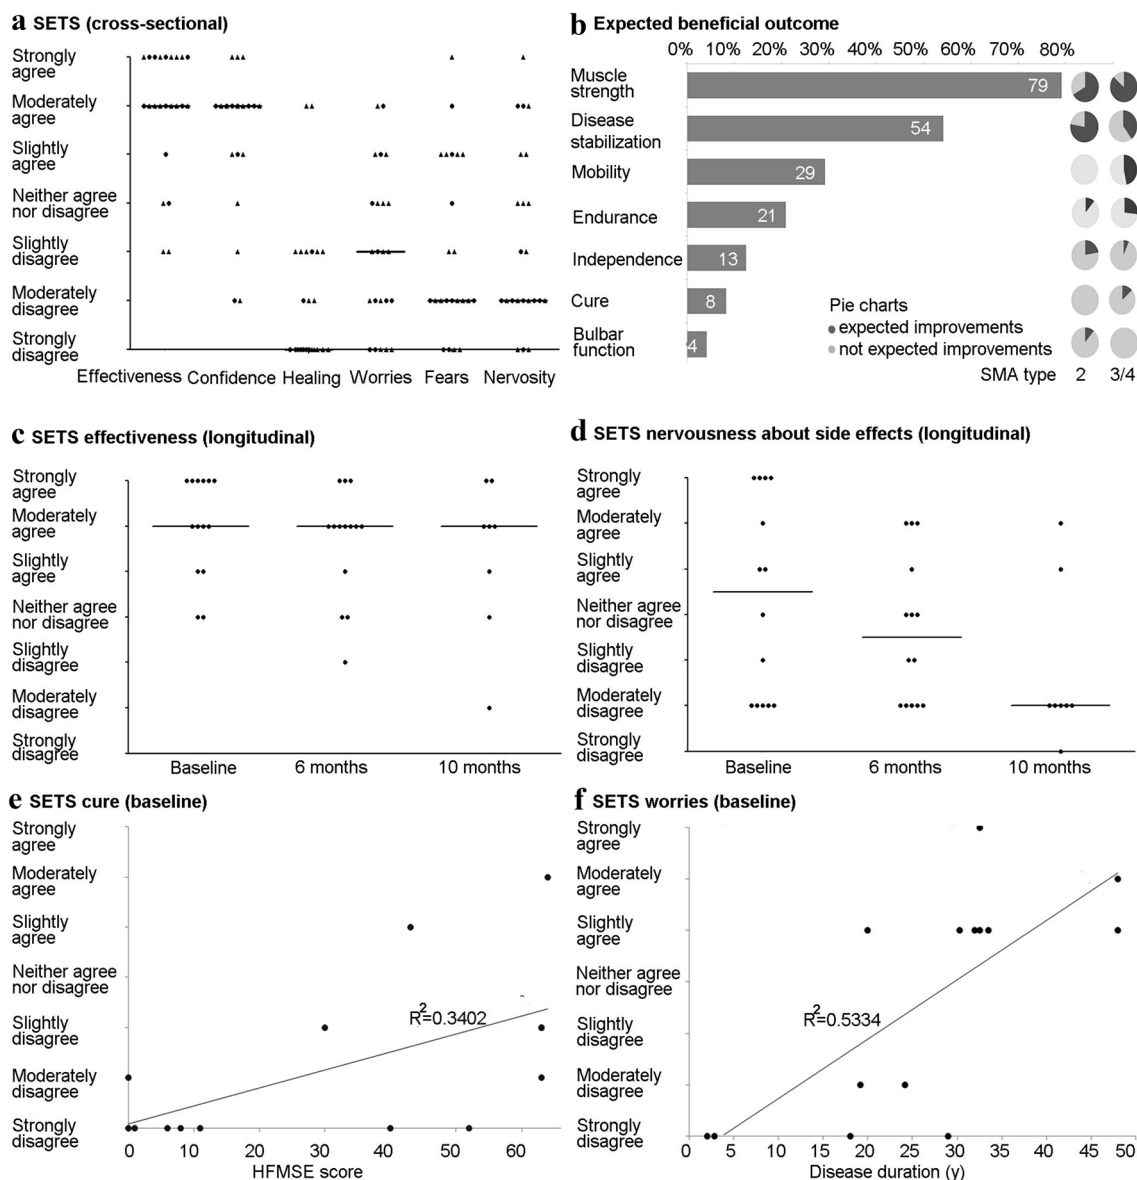 a SETS (cross-sectional)
Strongly
agree
Moderately
agree
Slightly
agree
Neither agree
nor disagree
Slightly
disagree
Moderately
disagree
Strongly
disagree
Effectiveness Confidence Healing Worries Fears Nervosity
b Expected beneficial outcome
0% 10% 20% 30% 40% 50% 60% 70% 80%
Muscle
strength
79
Disease
stabilization
54
Mobility
29
Endurance
21
Independence
13
Cure
8
Bulbar
function
4
Pie charts
expected improvements
not expected improvements
SMA type 2 3/4
c SETS effectiveness (longitudinal)
Strongly
agree
Moderately
agree
Slightly
agree
Neither agree
nor disagree
Slightly
disagree
Moderately
disagree
Strongly
disagree
Baseline 6 months 10 months
d SETS nervousness about side effects (longitudinal)
Strongly
agree
Moderately
agree
Slightly
agree
Neither agree
nor disagree
Slightly
disagree
Moderately
disagree
Strongly
disagree
Baseline 6 months 10 months
e SETS cure (baseline)
Strongly
agree
Moderately
agree
Slightly
agree
Neither agree
nor disagree
Slightly
disagree
Moderately
disagree
Strongly
disagree
R²=0.3402
0 10 20 30 40 50 60
HFMSE score
f SETS worries (baseline)
Strongly
agree
Moderately
agree
Slightly
agree
Neither agree
nor disagree
Slightly
disagree
Moderately
disagree
Strongly
disagree
R²=0.5334
0 5 10 15 20 25 30 35 40 45 50
Disease duration (y)